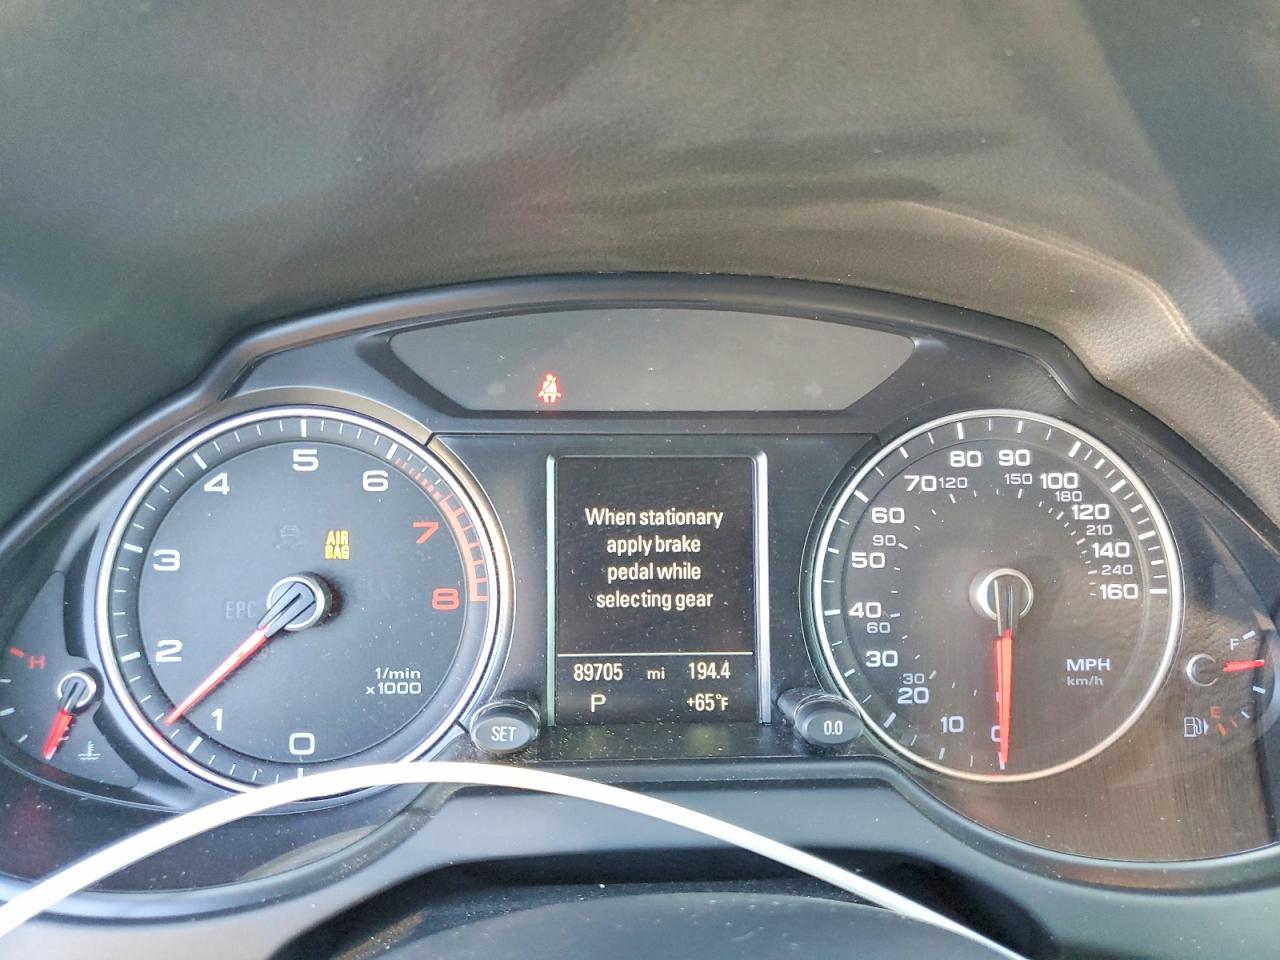 5
4
6
3
7
AIR
BAG
EPC
8
2
1/min
x1000
1
0
H
When stationary
apply brake
pedal while
selecting gear
89705 mi 194.4
P +65°F
SET
0.0
80 90
70 120 150 100
180
60 120
90 210
50 140
240
160
40
60
30
30
20
10 0
MPH
km/h
F
E